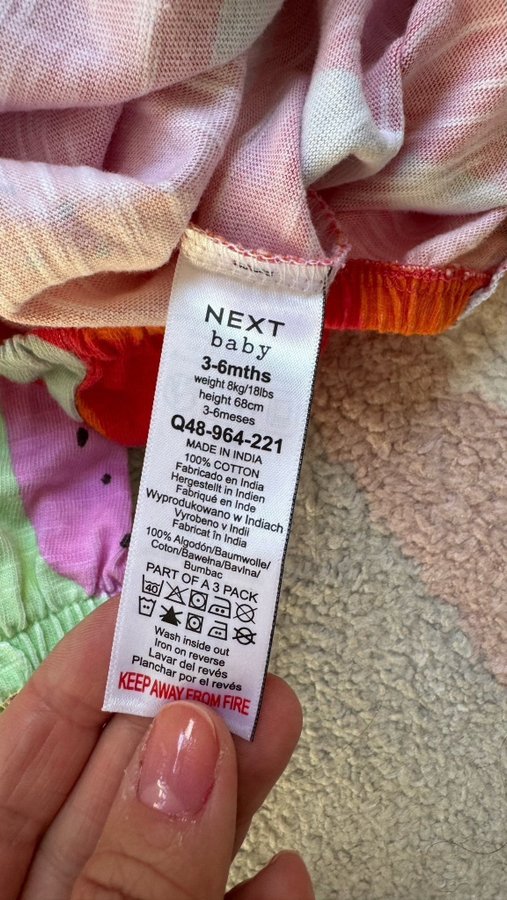 NEXT
baby
3-6mths
weight 8kg/18lbs
height 68cm
3-6meses
Q48-964-221
MADE IN INDIA
100% COTTON
Fabricado en India
Hergestellt in Indien
Fabriqué en Inde
Wyprodukowano w Indiach
Vyrobeno v Indii
Fabricat în India
100% Algodón/Baumwolle/
Coton/Bawełna/Bavlna/
Bumbac
PART OF A 3 PACK
40
Wash inside out
Iron on reverse
Lavar del revés
Planchar por el revés
KEEP AWAY FROM FIRE